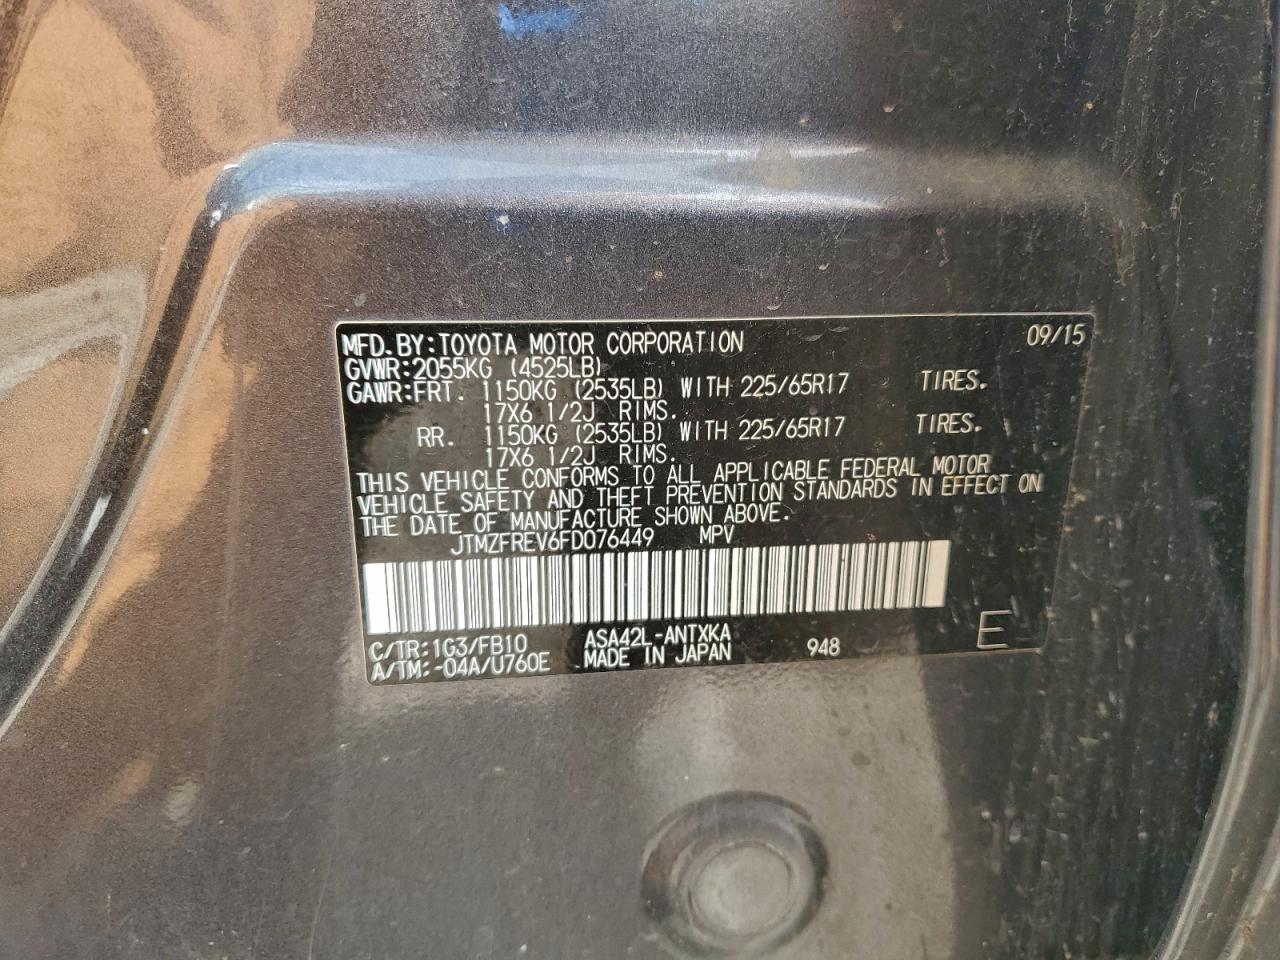 MFD.BY:TOYOTA MOTOR CORPORATION 09/15
GVWR:2055KG (4525LB)
GAWR:FRT. 1150KG (2535LB) WITH 225/65R17 TIRES.
17X6 1/2J RIMS.
RR. 1150KG (2535LB) WITH 225/65R17 TIRES.
17X6 1/2J RIMS.
THIS VEHICLE CONFORMS TO ALL APPLICABLE FEDERAL MOTOR
VEHICLE SAFETY AND THEFT PREVENTION STANDARDS IN EFFECT ON
THE DATE OF MANUFACTURE SHOWN ABOVE.
JTMZFREV6FD076449 MPV
C/TR:1G3/FB10 ASA42L-ANTXKA
A/TM:-04A/U760E MADE IN JAPAN 948 E